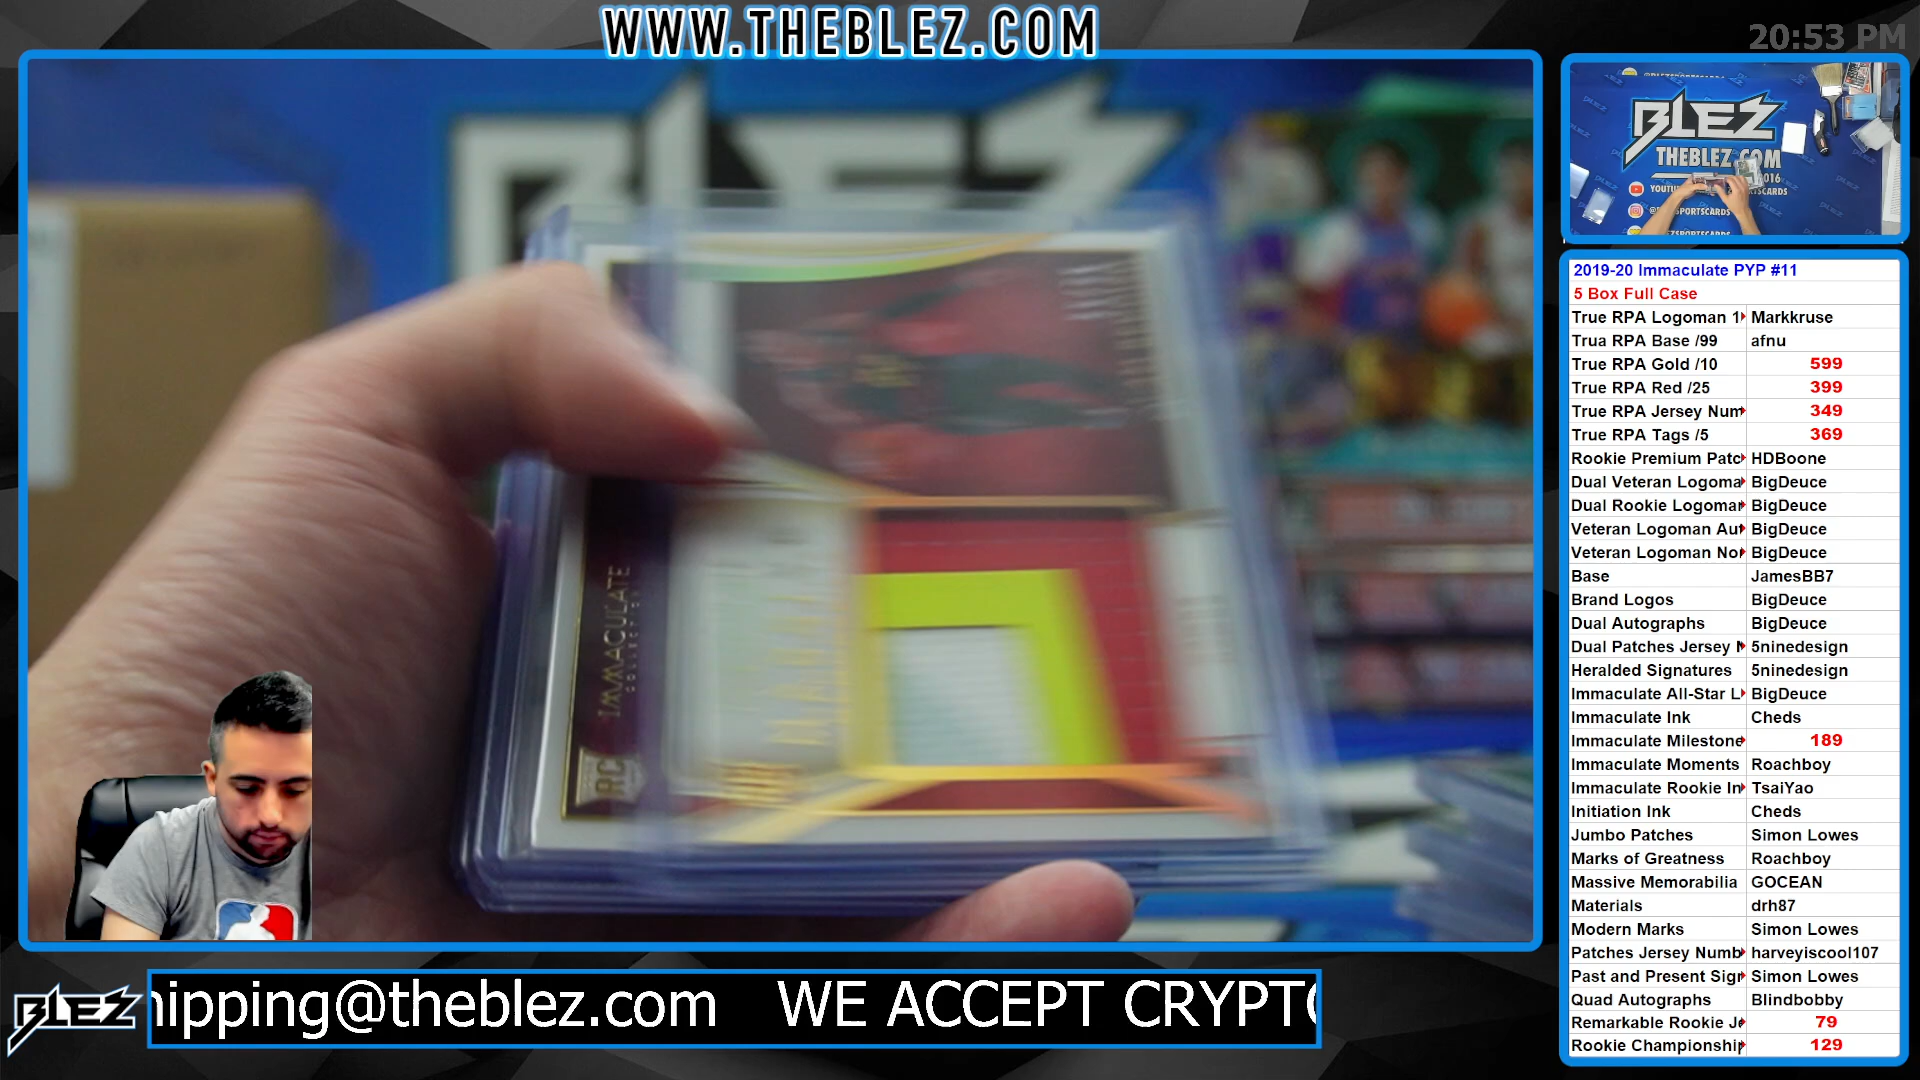 WWW.THEBLEZ.COM
20:53 PM
BLEZ
BLEZ
THEBLEZ.COM
2019-20 Immaculate PYP #11
5 Box Full Case
True RPA Logoman 1 Markkruse
Trua RPA Base /99 afnu
True RPA Gold /10 599
True RPA Red /25 399
True RPA Jersey Num 349
True RPA Tags /5 369
Rookie Premium Patc HDBoone
Dual Veteran Logoma BigDeuce
Dual Rookie Logoman BigDeuce
Veteran Logoman Aut BigDeuce
Veteran Logoman Non BigDeuce
Base JamesBB7
Brand Logos BigDeuce
Dual Autographs BigDeuce
Dual Patches Jersey N 5ninedesign
Heralded Signatures 5ninedesign
Immaculate All-Star L BigDeuce
Immaculate Ink Cheds
Immaculate Milestone 189
Immaculate Moments Roachboy
Immaculate Rookie In TsaiYao
Initiation Ink Cheds
Jumbo Patches Simon Lowes
Marks of Greatness Roachboy
Massive Memorabilia GOCEAN
Materials drh87
Modern Marks Simon Lowes
Patches Jersey Numb harveyiscool107
Past and Present Sign Simon Lowes
Quad Autographs Blindbobby
Remarkable Rookie Je 79
Rookie Championship 129
IMMACULATE
COLLECTION
RC
BLEZ
hipping@theblez.com WE ACCEPT CRYPTO